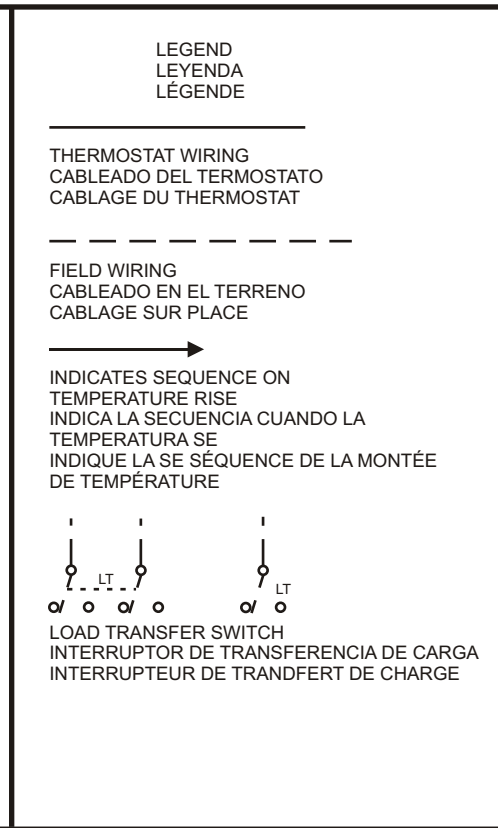 LEGEND
LEYENDA
LÉGENDE
THERMOSTAT WIRING
CABLEADO DEL TERMOSTATO
CABLAGE DU THERMOSTAT
FIELD WIRING
CABLEADO EN EL TERRENO
CABLAGE SUR PLACE
INDICATES SEQUENCE ON
TEMPERATURE RISE
INDICA LA SECUENCIA CUANDO LA
TEMPERATURA SE
INDIQUE LA SE SÉQUENCE DE LA MONTÉE
DE TEMPÉRATURE
LT
LT
LOAD TRANSFER SWITCH
INTERRUPTOR DE TRANSFERENCIA DE CARGA
INTERRUPTEUR DE TRANDFERT DE CHARGE